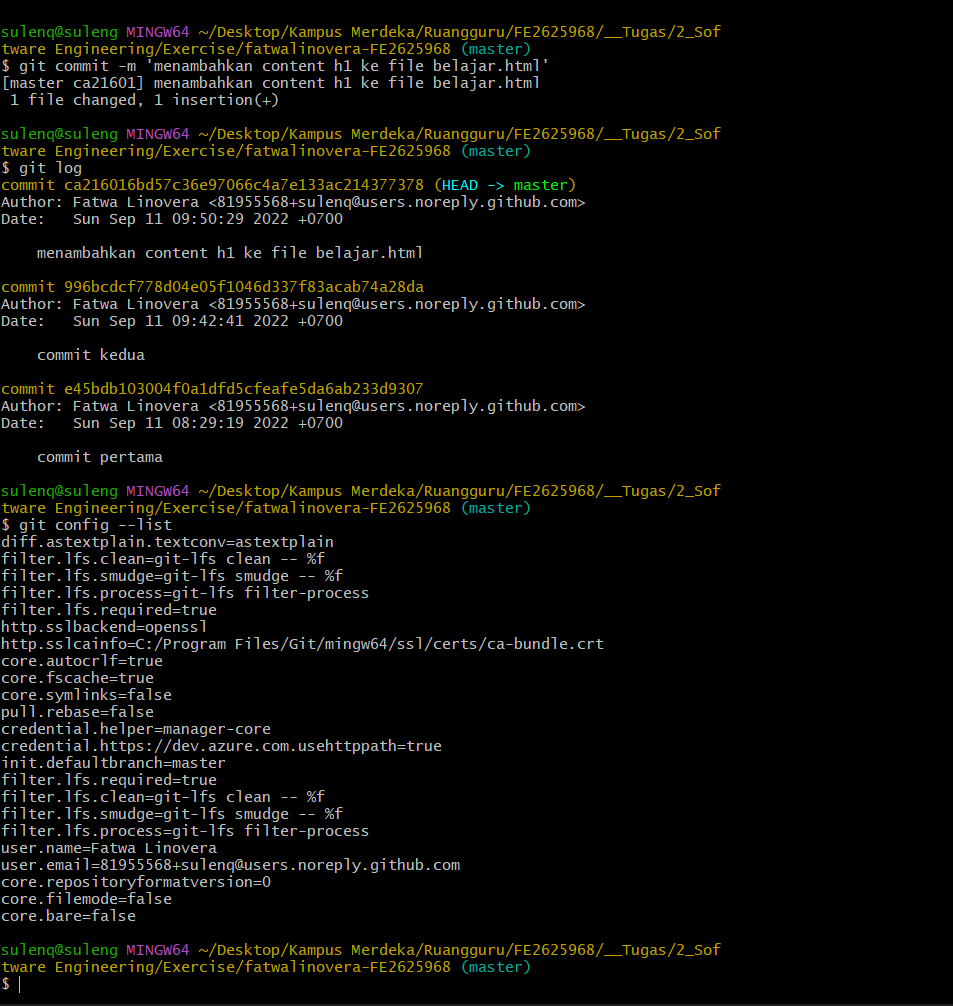 sulenq@suleng MINGW64 ~/Desktop/Kampus Merdeka/Ruangguru/FE2625968/__Tugas/2_Sof
tware Engineering/Exercise/fatwalinovera-FE2625968 (master)
$ git commit -m 'menambahkan content h1 ke file belajar.html'
[master ca21601] menambahkan content h1 ke file belajar.html
 1 file changed, 1 insertion(+)

sulenq@suleng MINGW64 ~/Desktop/Kampus Merdeka/Ruangguru/FE2625968/__Tugas/2_Sof
tware Engineering/Exercise/fatwalinovera-FE2625968 (master)
$ git log
commit ca216016bd57c36e97066c4a7e133ac214377378 (HEAD -> master)
Author: Fatwa Linovera <81955568+sulenq@users.noreply.github.com>
Date:   Sun Sep 11 09:50:29 2022 +0700

    menambahkan content h1 ke file belajar.html

commit 996bcdcf778d04e05f1046d337f83acab74a28da
Author: Fatwa Linovera <81955568+sulenq@users.noreply.github.com>
Date:   Sun Sep 11 09:42:41 2022 +0700

    commit kedua

commit e45bdb103004f0a1dfd5cfeafe5da6ab233d9307
Author: Fatwa Linovera <81955568+sulenq@users.noreply.github.com>
Date:   Sun Sep 11 08:29:19 2022 +0700

    commit pertama

sulenq@suleng MINGW64 ~/Desktop/Kampus Merdeka/Ruangguru/FE2625968/__Tugas/2_Sof
tware Engineering/Exercise/fatwalinovera-FE2625968 (master)
$ git config --list
diff.astextplain.textconv=astextplain
filter.lfs.clean=git-lfs clean -- %f
filter.lfs.smudge=git-lfs smudge -- %f
filter.lfs.process=git-lfs filter-process
filter.lfs.required=true
http.sslbackend=openssl
http.sslcainfo=C:/Program Files/Git/mingw64/ssl/certs/ca-bundle.crt
core.autocrlf=true
core.fscache=true
core.symlinks=false
pull.rebase=false
credential.helper=manager-core
credential.https://dev.azure.com.usehttppath=true
init.defaultbranch=master
filter.lfs.required=true
filter.lfs.clean=git-lfs clean -- %f
filter.lfs.smudge=git-lfs smudge -- %f
filter.lfs.process=git-lfs filter-process
user.name=Fatwa Linovera
user.email=81955568+sulenq@users.noreply.github.com
core.repositoryformatversion=0
core.filemode=false
core.bare=false

sulenq@suleng MINGW64 ~/Desktop/Kampus Merdeka/Ruangguru/FE2625968/__Tugas/2_Sof
tware Engineering/Exercise/fatwalinovera-FE2625968 (master)
$